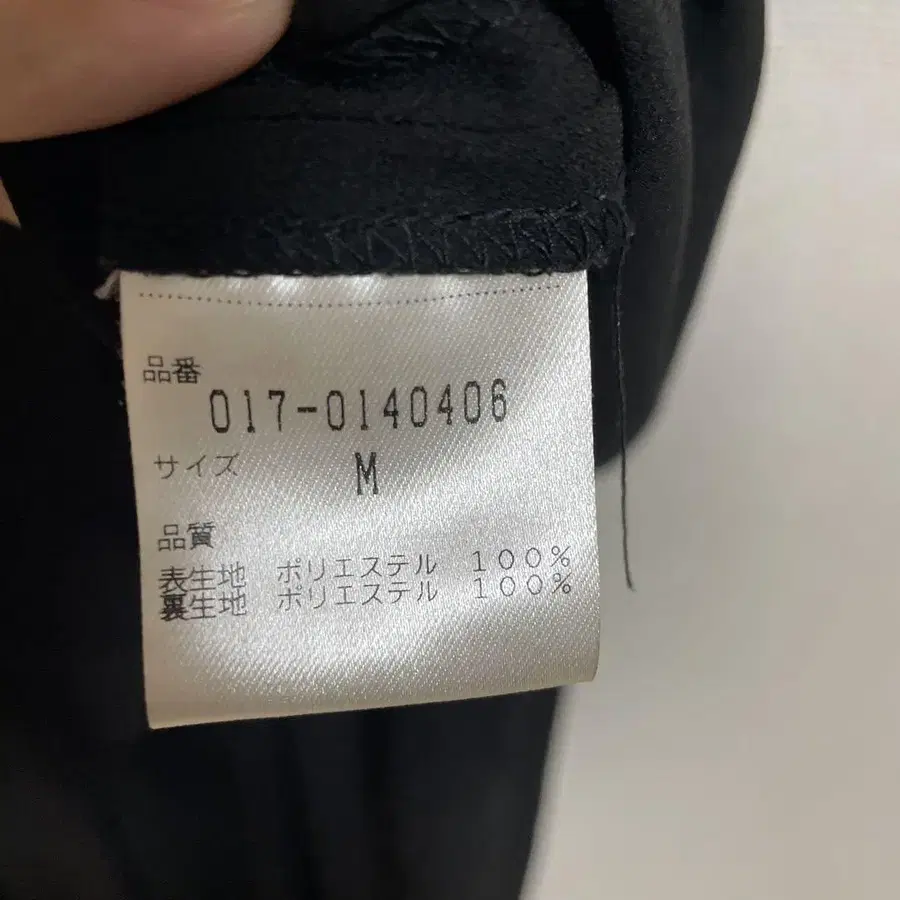 品番
017-0140406
サイズ M
品質
表生地 ポリエステル 100%
裏生地 ポリエステル 100%